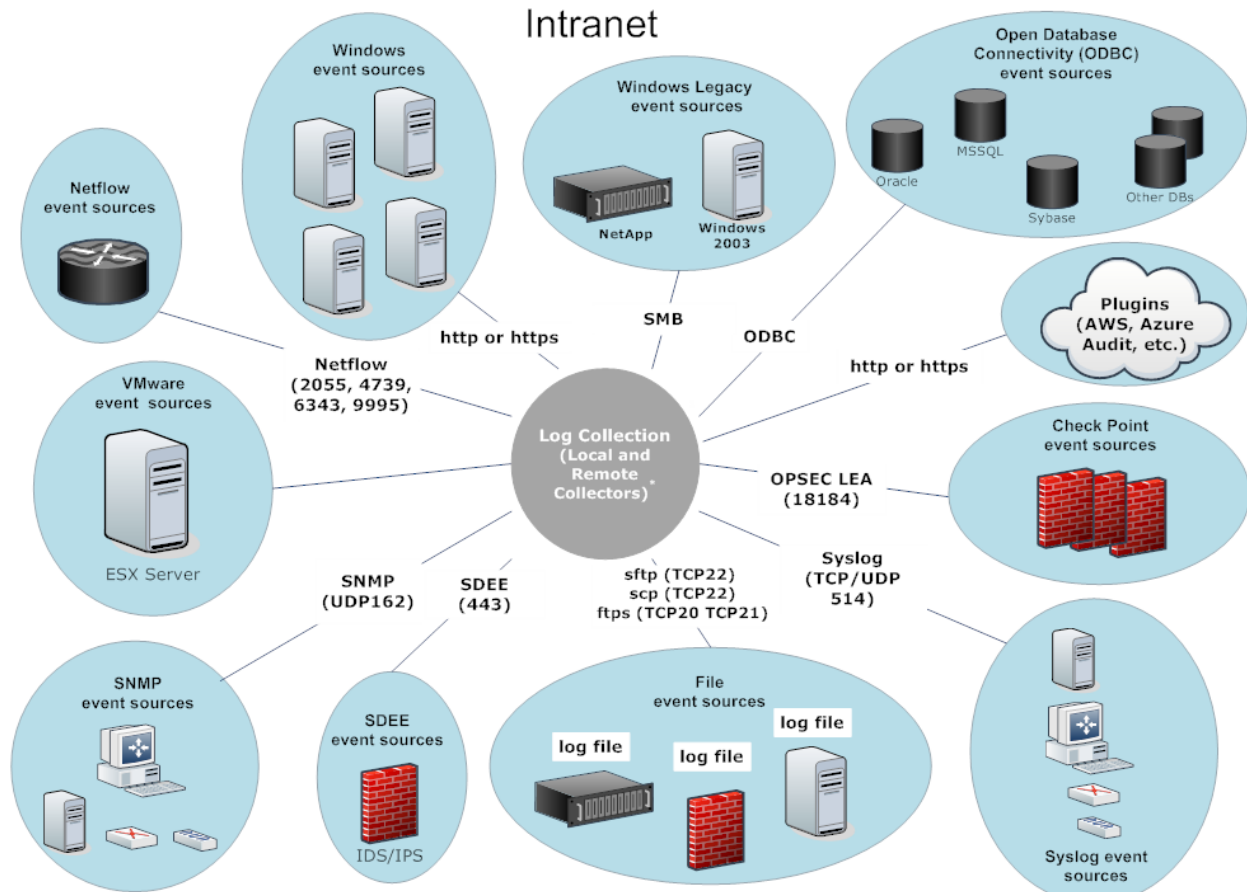 Intranet
Windows
event sources
Windows Legacy
event sources
NetApp
Windows
2003
Open Database
Connectivity (ODBC)
event sources
Oracle
MSSQL
Sybase
Other DBs
Netflow
event sources
http or https
SMB
ODBC
Plugins
(AWS, Azure
Audit, etc.)
http or https
Netflow
(2055, 4739,
6343, 9995)
VMware
event sources
ESX Server
Log Collection
(Local and
Remote
Collectors)*
Check Point
event sources
OPSEC LEA
(18184)
SNMP
(UDP162)
SDEE
(443)
sftp (TCP22)
scp (TCP22)
ftps (TCP20 TCP21)
Syslog
(TCP/UDP
514)
SNMP
event sources
SDEE
event sources
IDS/IPS
File
event sources
log file
log file
log file
Syslog event
sources